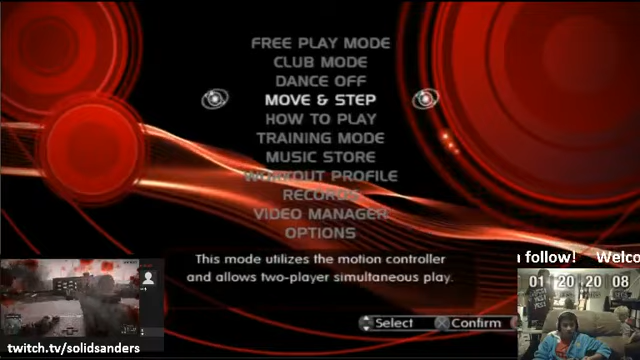 FREE PLAY MODE
CLUB MODE
DANCE OFF
MOVE & STEP
HOW TO PLAY
TRAINING MODE
MUSIC STORE
WORKOUT PROFILE
RECORDS
VIDEO MANAGER
OPTIONS
This mode utilizes the motion controller
and allows two-player simultaneous play.
follow! Welco
01 20 20 08
Select Confirm
twitch.tv/solidsanders